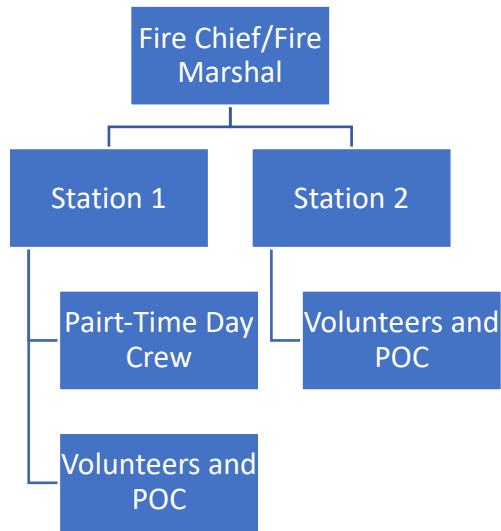 Fire Chief/Fire
Marshal
Station 1
Station 2
Pairt-Time Day
Crew
Volunteers and
POC
Volunteers and
POC